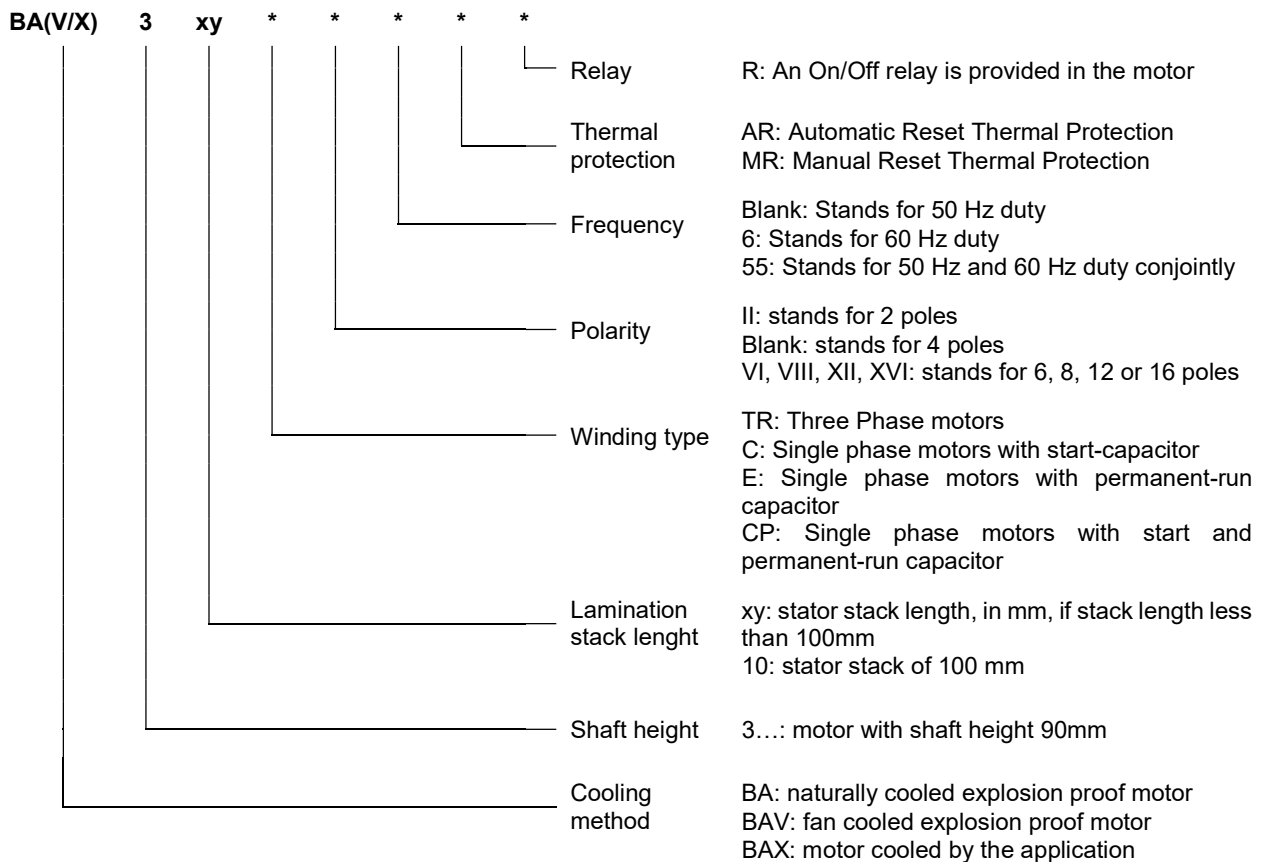 BA(V/X) 3 xy * * * * *
Relay R: An On/Off relay is provided in the motor
Thermal AR: Automatic Reset Thermal Protection
protection MR: Manual Reset Thermal Protection
Blank: Stands for 50 Hz duty
Frequency
6: Stands for 60 Hz duty
55: Stands for 50 Hz and 60 Hz duty conjointly
II: stands for 2 poles
Polarity
Blank: stands for 4 poles
VI, VIII, XII, XVI: stands for 6, 8, 12 or 16 poles
TR: Three Phase motors
Winding type
C: Single phase motors with start-capacitor
E: Single phase motors with permanent-run
capacitor
CP: Single phase motors with start and
permanent-run capacitor
Lamination xy: stator stack length, in mm, if stack length less
stack lenght than 100mm
10: stator stack of 100 mm
Shaft height 3…: motor with shaft height 90mm
Cooling BA: naturally cooled explosion proof motor
method BAV: fan cooled explosion proof motor
BAX: motor cooled by the application